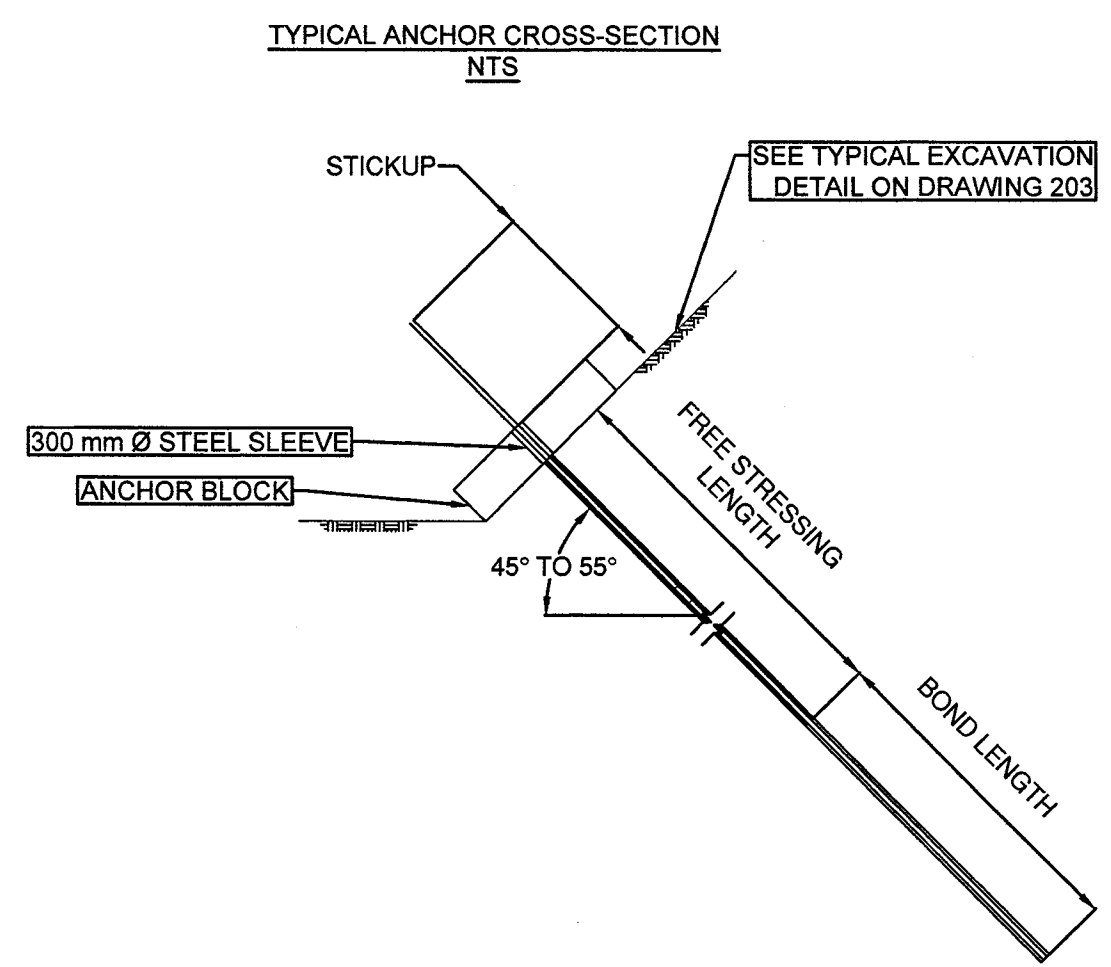 TYPICAL ANCHOR CROSS-SECTION
NTS
STICKUP
SEE TYPICAL EXCAVATION
DETAIL ON DRAWING 203
300 mm Ø STEEL SLEEVE
ANCHOR BLOCK
FREE STRESSING
LENGTH
45° TO 55°
BOND LENGTH